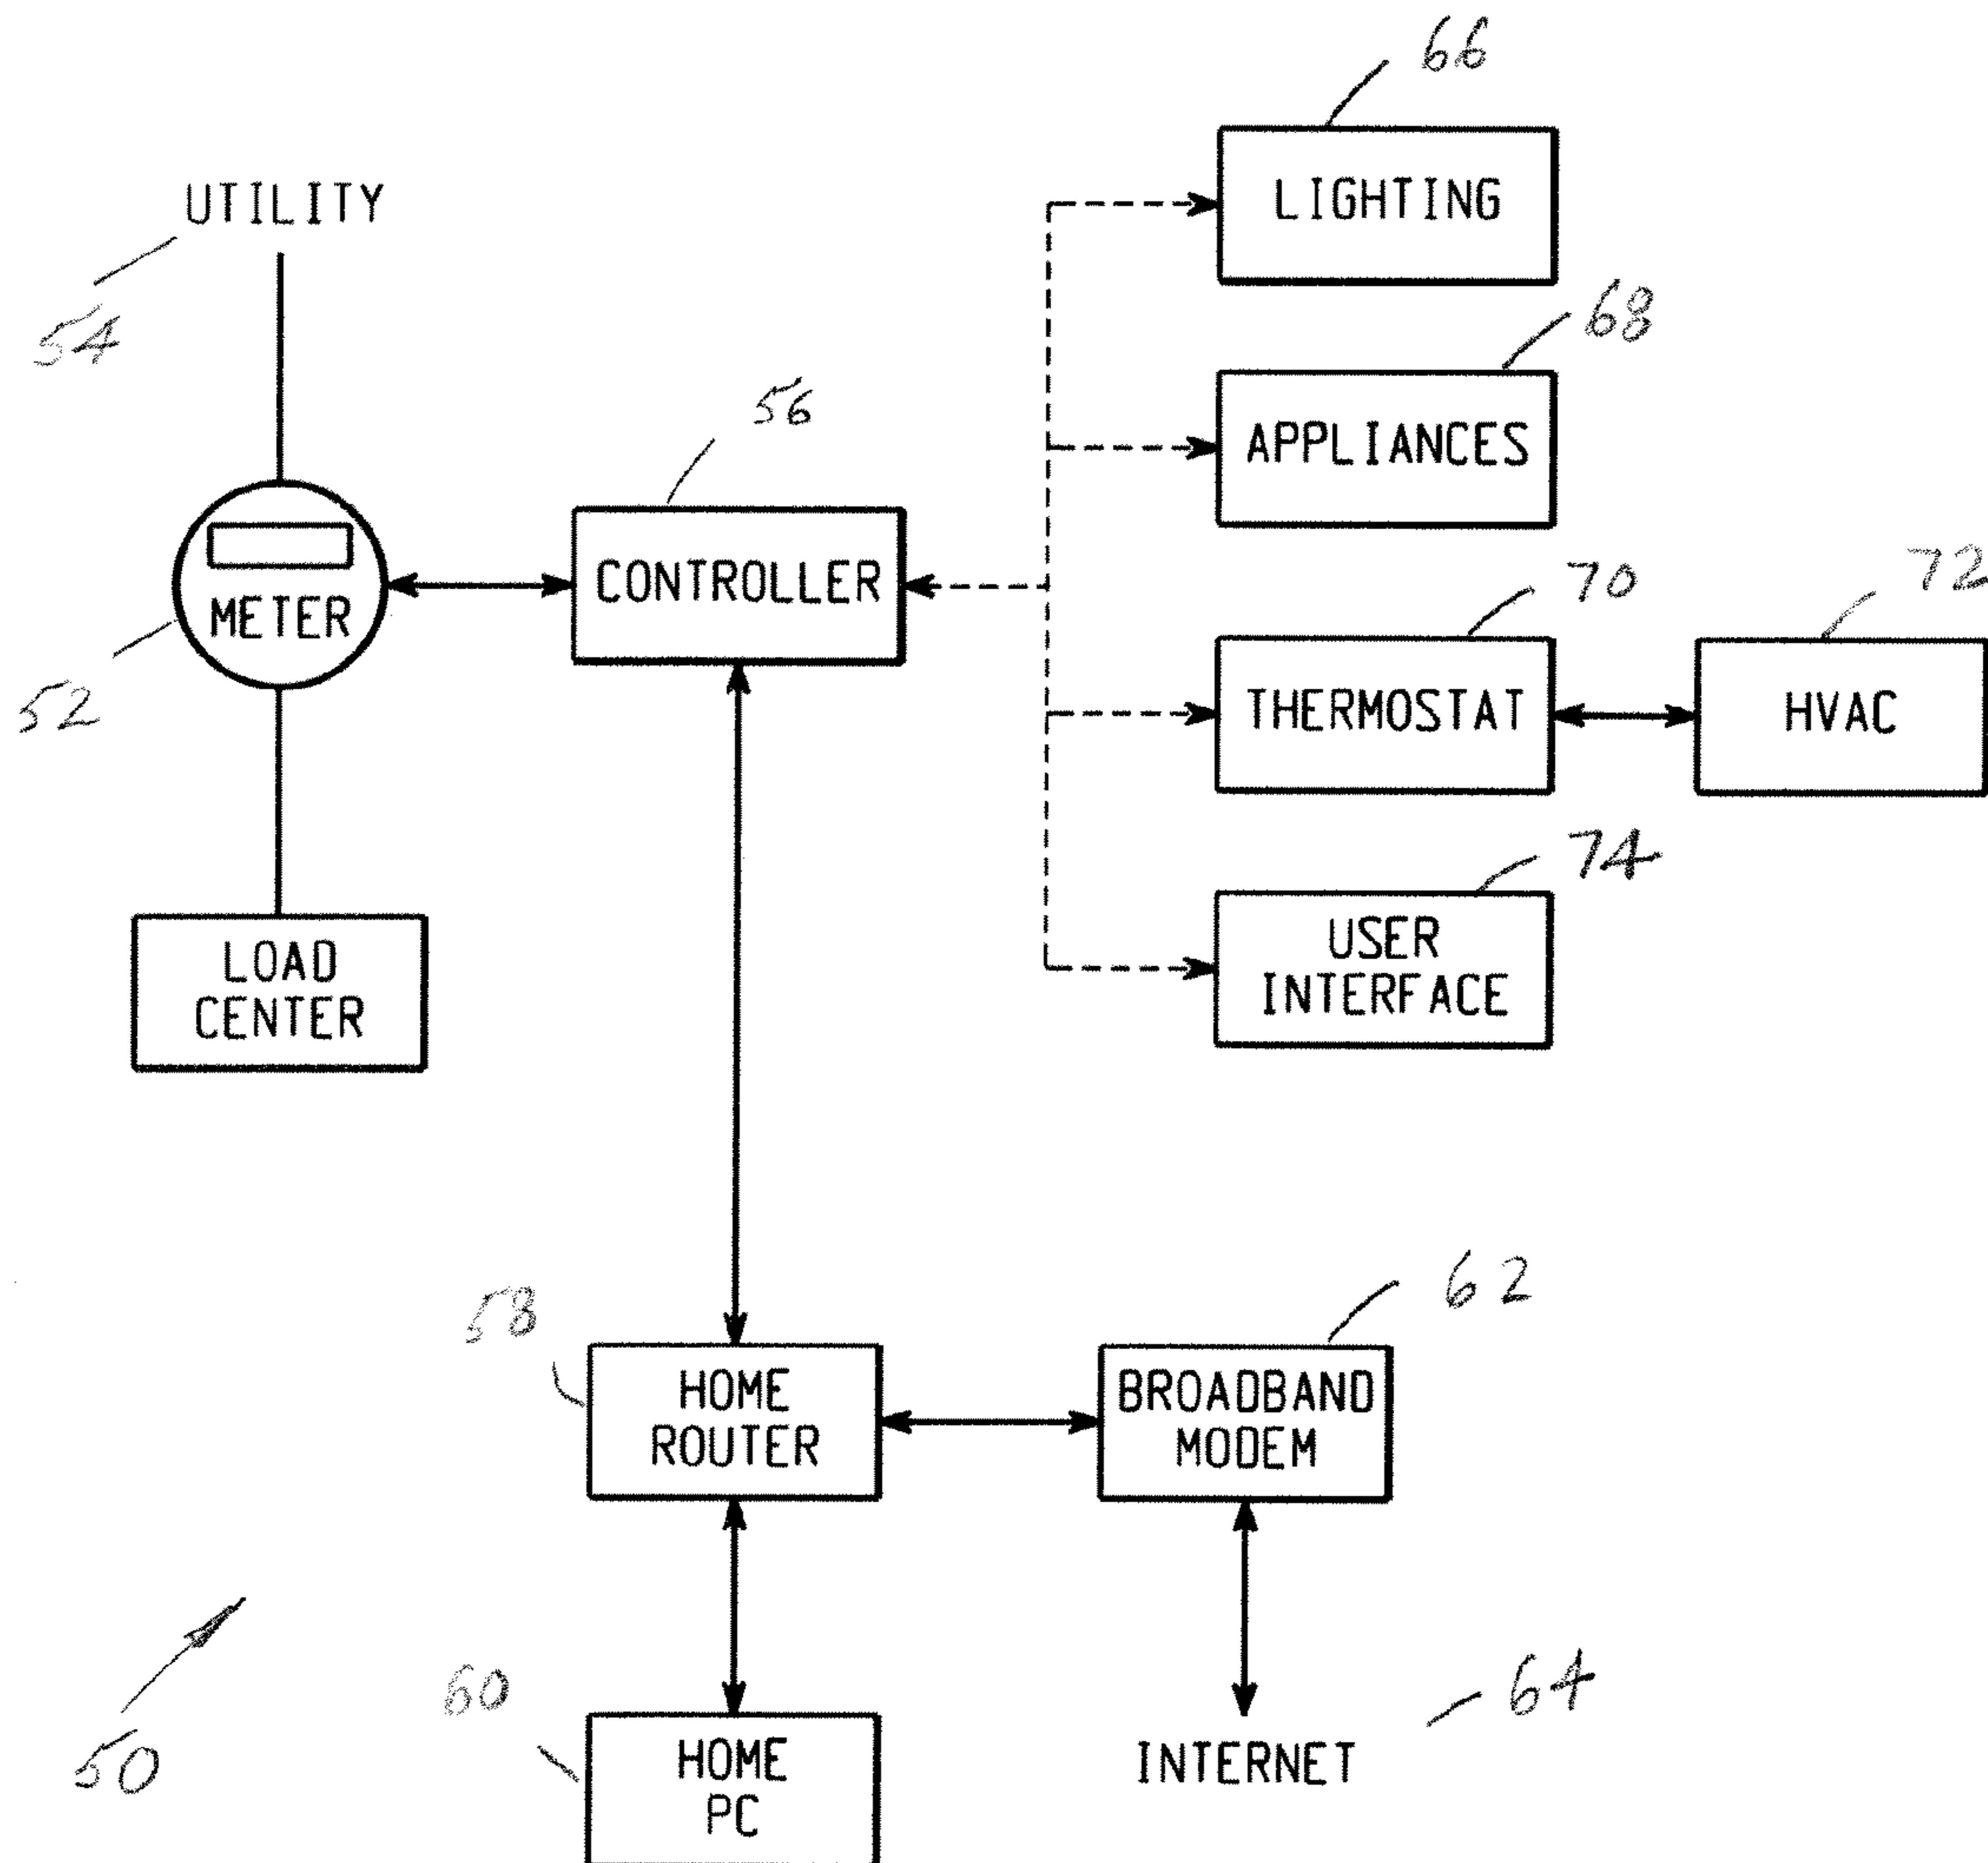 66
LIGHTING
UTILITY
54
68
APPLIANCES
56
CONTROLLER
METER
52
70
THERMOSTAT
72
HVAC
74
USER
INTERFACE
LOAD
CENTER
58
HOME
ROUTER
62
BROADBAND
MODEM
50
60
HOME
PC
64
INTERNET